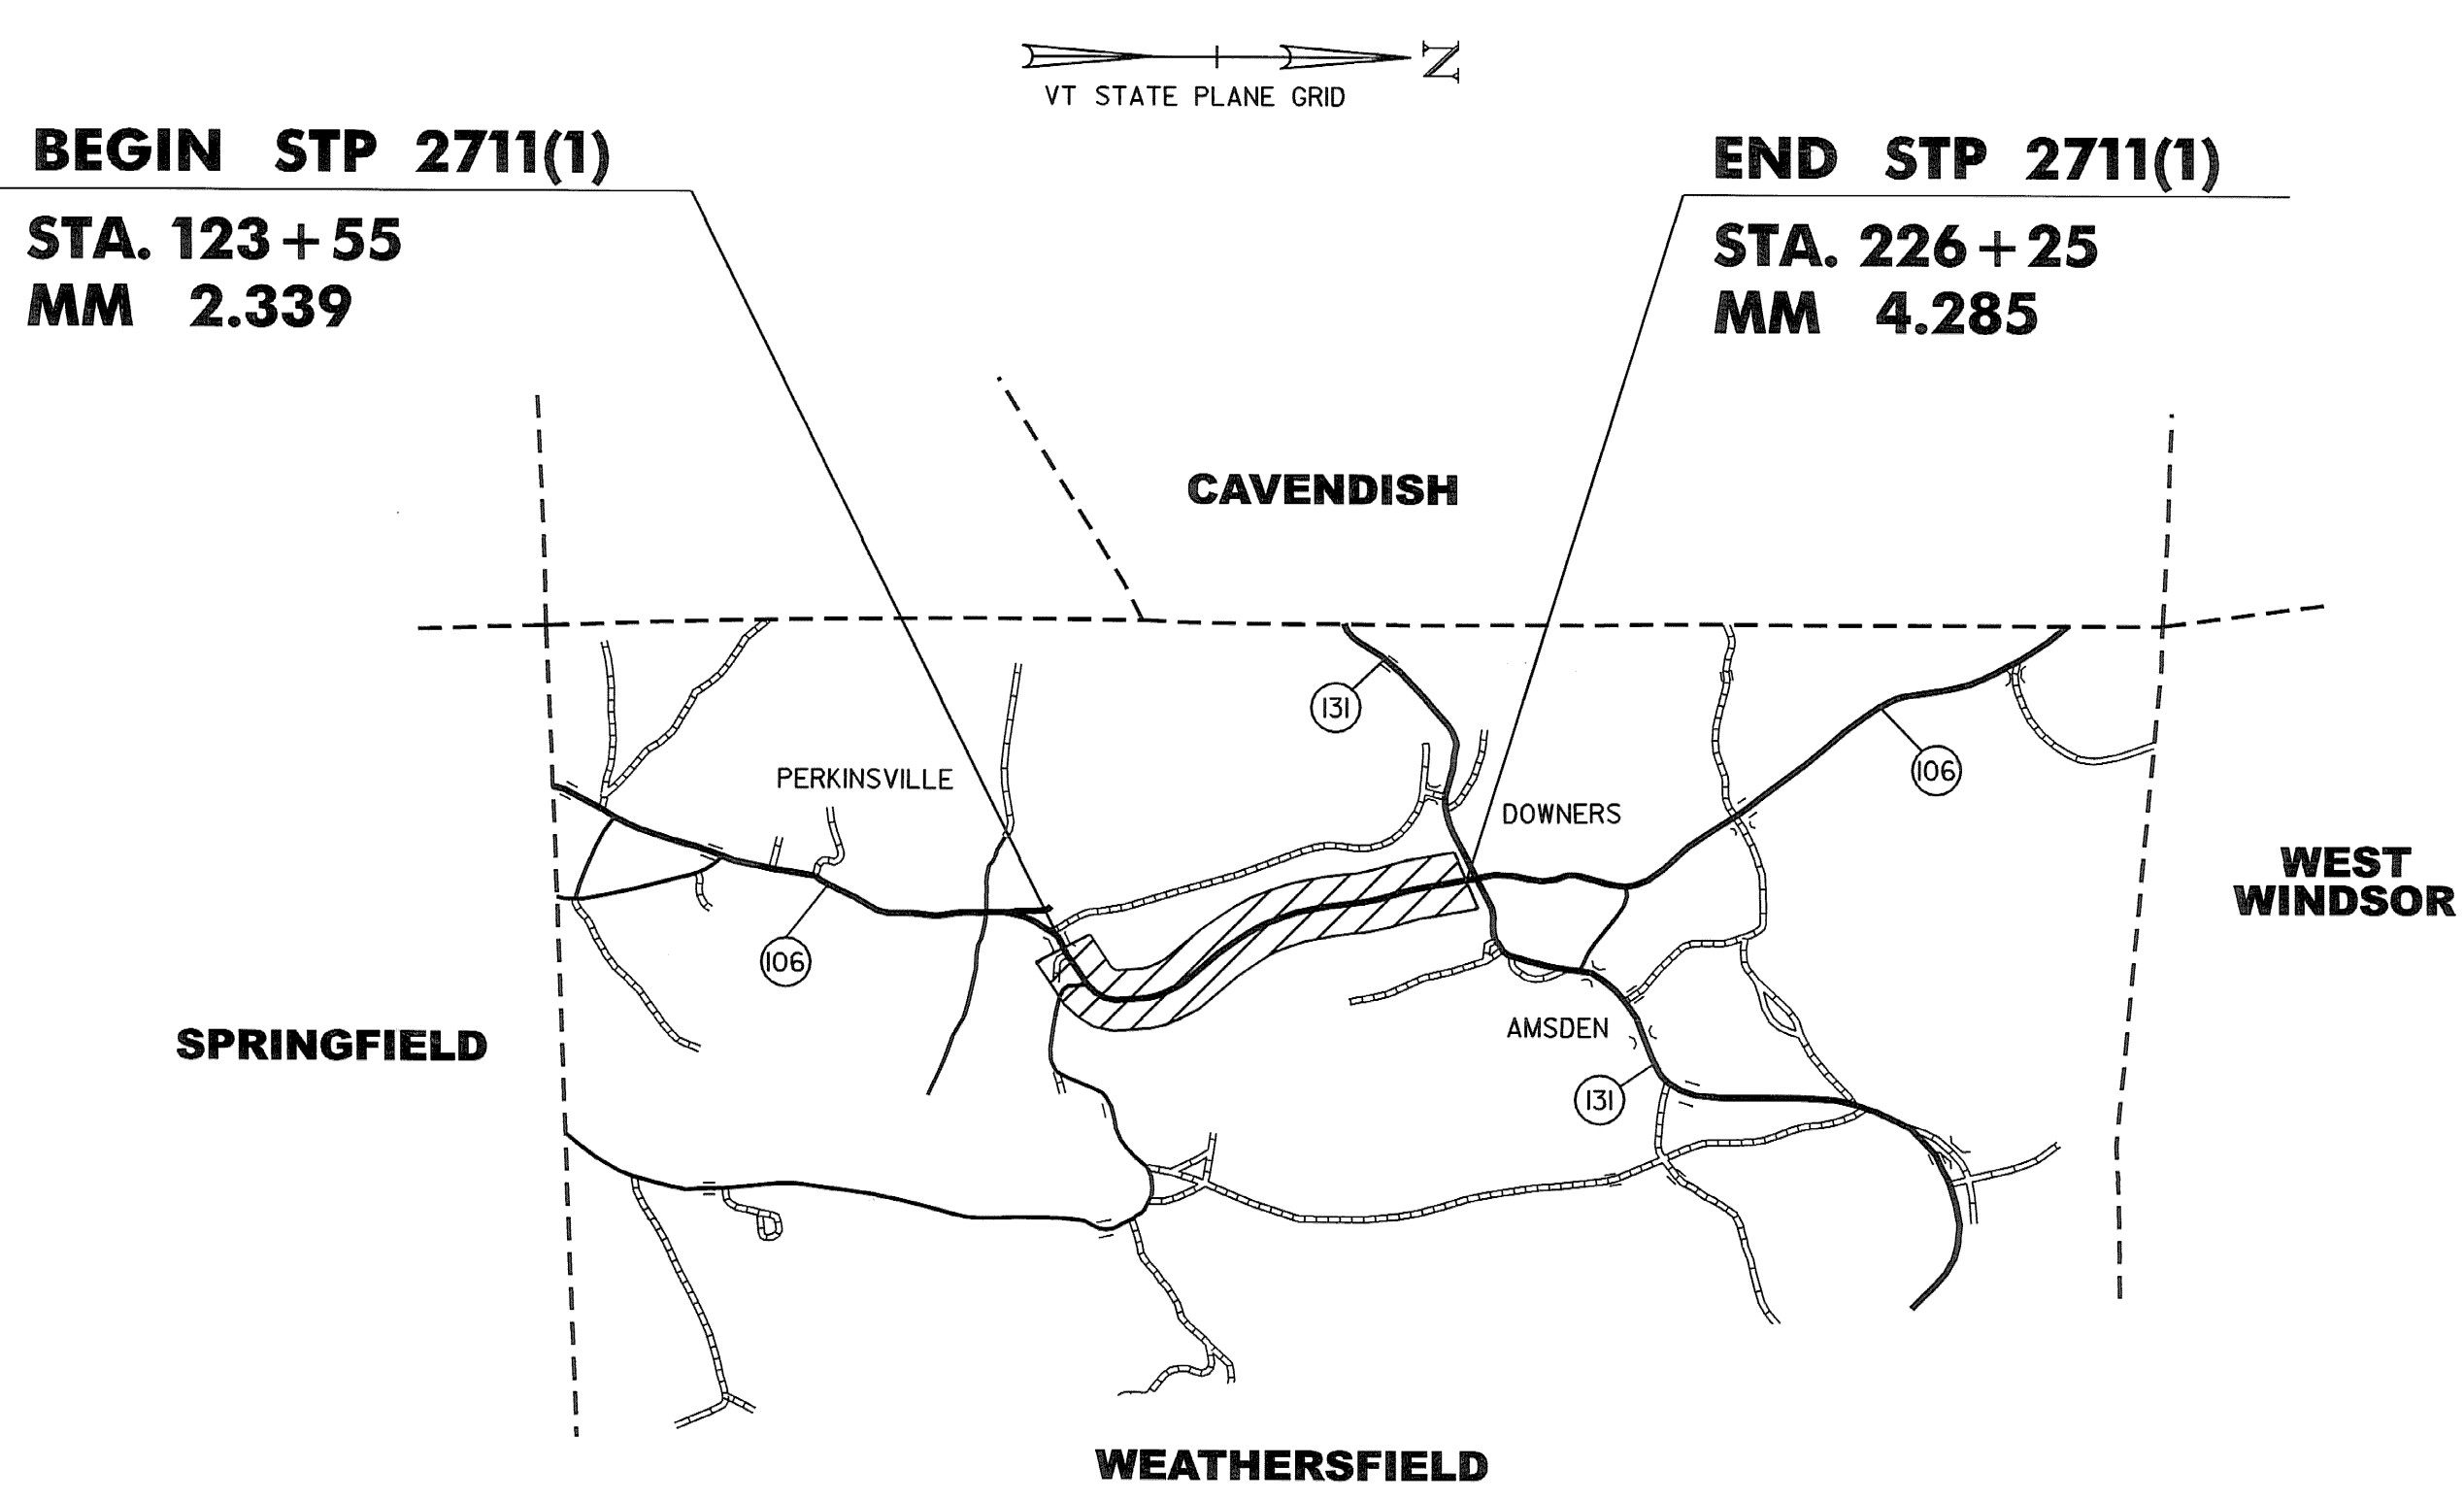 N
VT STATE PLANE GRID
BEGIN STP 2711(1)
STA. 123+55
MM 2.339
END STP 2711(1)
STA. 226+25
MM 4.285
CAVENDISH
131
PERKINSVILLE
106
DOWNERS
106
WEST
WINDSOR
106
SPRINGFIELD
AMSDEN
131
WEATHERSFIELD